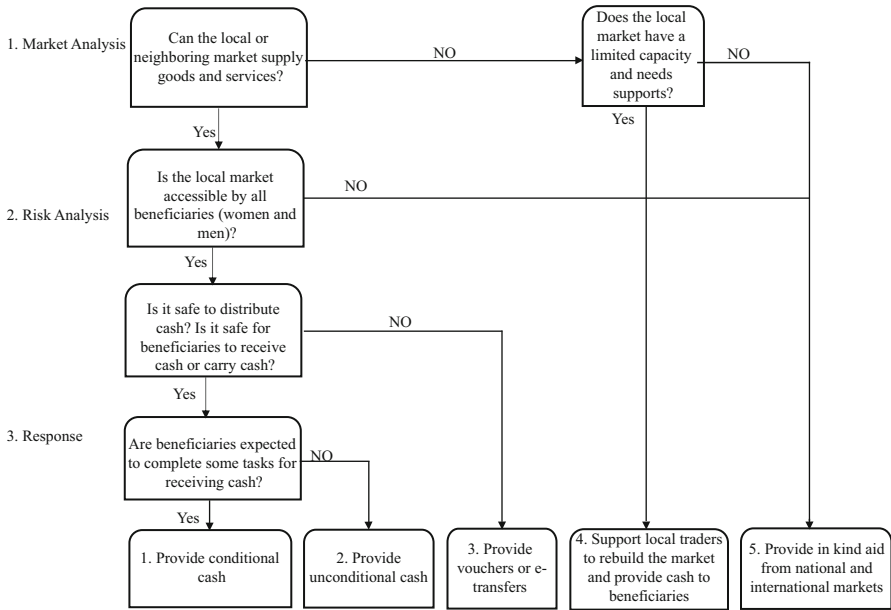 1. Market Analysis
Can the local or
neighboring market supply
goods and services?
NO
Does the local
market have a
limited capacity
and needs
supports?
NO
Yes
Yes
2. Risk Analysis
Is the local market
accessible by all
beneficiaries (women and
men)?
NO
Yes
Is it safe to distribute
cash? Is it safe for
beneficiaries to receive
cash or carry cash?
NO
Yes
3. Response
Are beneficiaries expected
to complete some tasks for
receiving cash?
NO
Yes
1. Provide conditional
cash
2. Provide
unconditional cash
3. Provide
vouchers or e-
transfers
4. Support local traders
to rebuild the market
and provide cash to
beneficiaries
5. Provide in kind aid
from national and
international markets